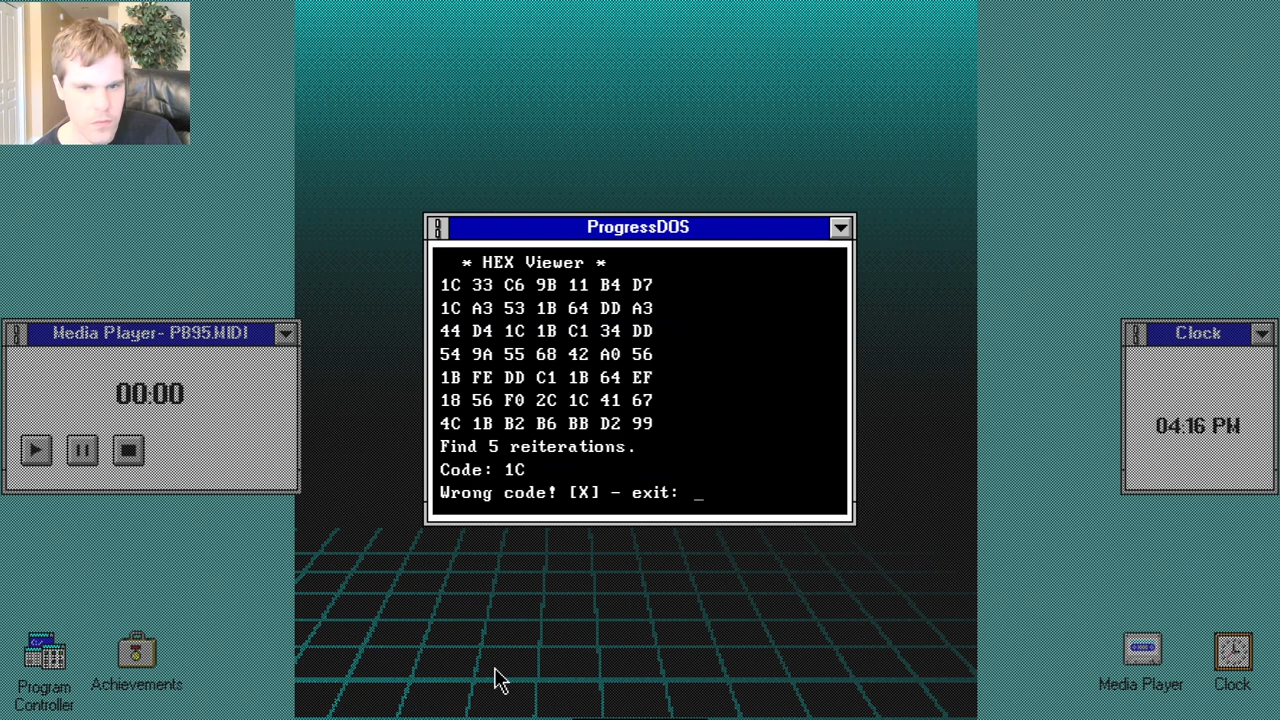 ProgressDOS
* HEX Viewer *
1C 33 C6 9B 11 B4 D7
1C A3 53 1B 64 DD A3
44 D4 1C 1B C1 34 DD
54 9A 55 68 42 A0 56
1B FE DD C1 1B 64 EF
18 56 F0 2C 1C 41 67
4C 1B B2 B6 BB D2 99
Find 5 reiterations.
Code: 1C
Wrong code! [X] - exit: _
Media Player- PB95.MIDI
00:00
Clock
04.16 PM
Program
Controller
Achievements
Media Player
Clock